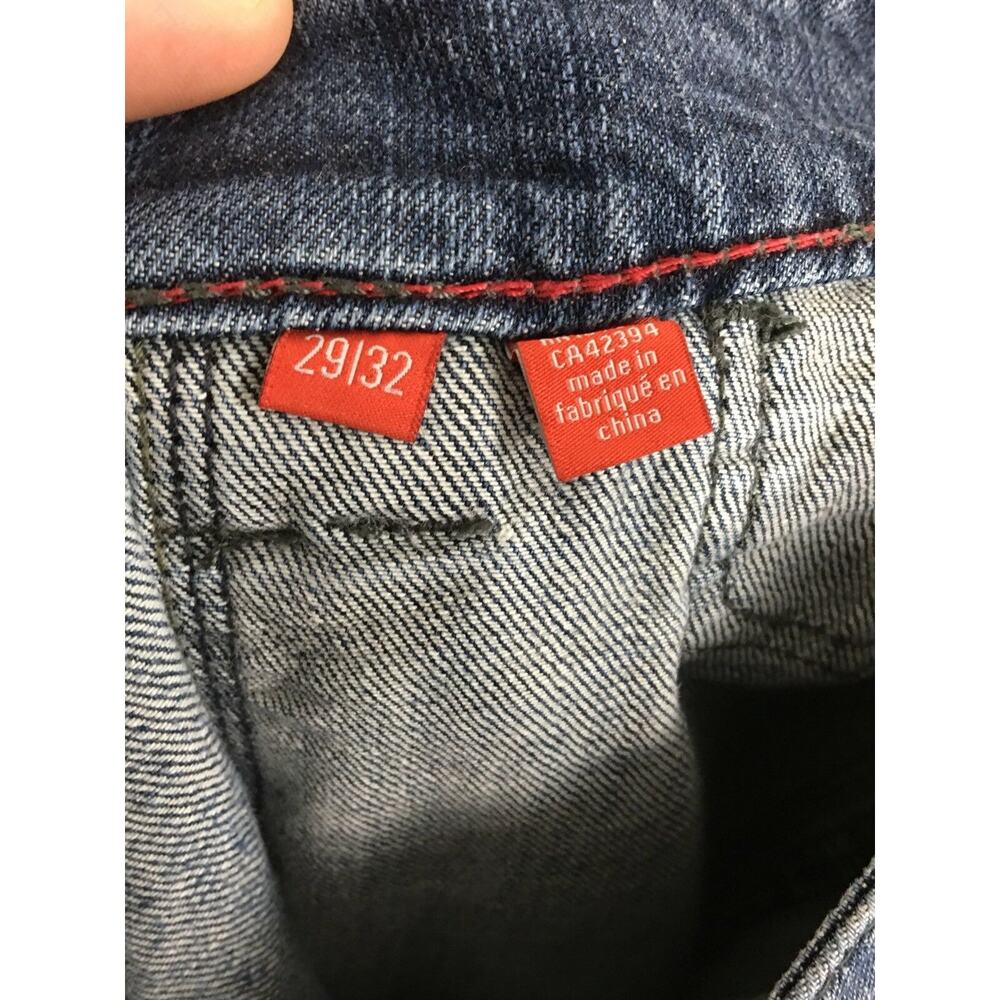 29/32
CA42394
made in
fabriqué en
china